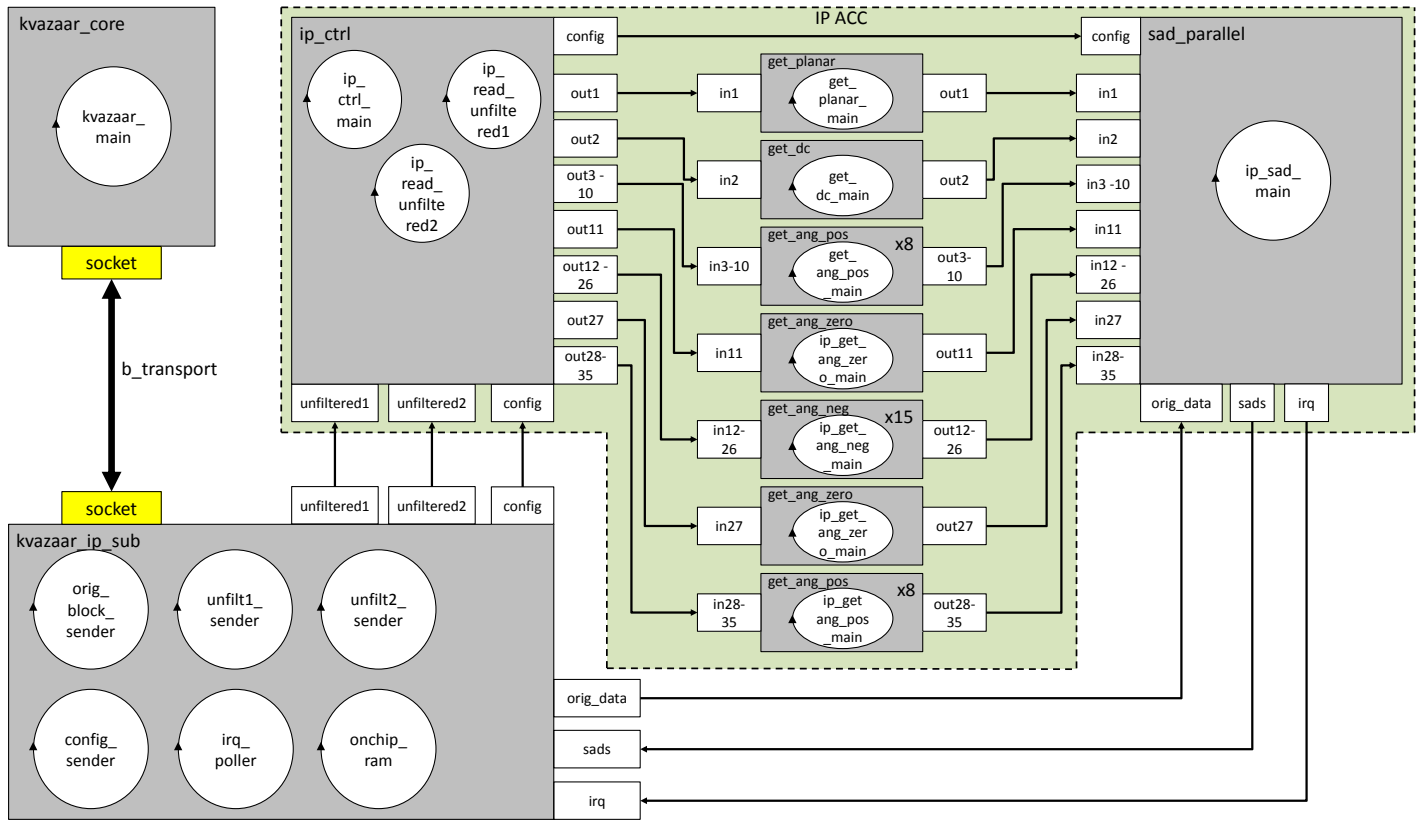 kvazaar_core
kvazaar_
main
socket
b_transport
socket
kvazaar_ip_sub
orig_
block_
sender
unfilt1_
sender
unfilt2_
sender
config_
sender
irq_
poller
onchip_
ram
unfiltered1
unfiltered2
config
orig_data
sads
irq
IP ACC
ip_ctrl
ip_
ctrl_
main
ip_
read_
unfilte
red1
ip_
read_
unfilte
red2
config
out1
out2
out3 -
10
out11
out12 -
26
out27
out28-
35
unfiltered1
unfiltered2
config
in1
get_planar
get_
planar_
main
out1
in2
get_dc
get_
dc_main
out2
in3-10
get_ang_pos
x8
get_
ang_pos
_main
out3-
10
in11
get_ang_zero
ip_get_
ang_zer
o_main
out11
in12-
26
get_ang_neg
x15
ip_get_
ang_neg
_main
out12-
26
in27
get_ang_zero
ip_get_
ang_zer
o_main
out27
in28-
35
get_ang_pos
x8
ip_get
ang_pos
_main
out28-
35
config
sad_parallel
in1
in2
in3 -10
in11
in12 -
26
in27
in28-
35
ip_sad_
main
orig_data
sads
irq